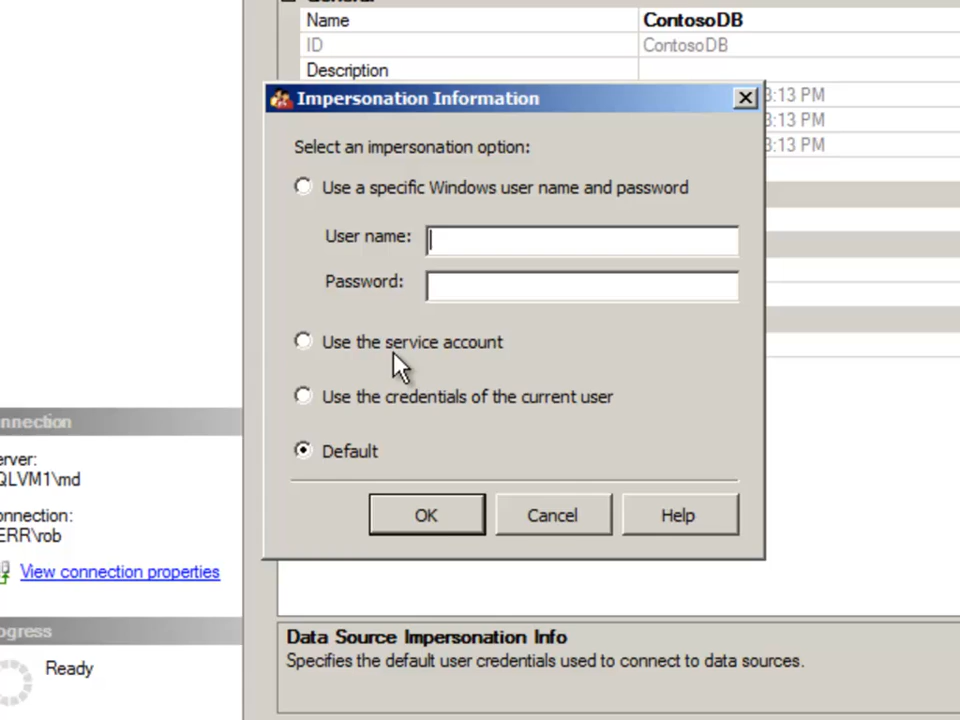 General
Name ContosoDB
ID ContosoDB
Description
Impersonation Information
3:13 PM
3:13 PM
3:13 PM
Select an impersonation option:
Use a specific Windows user name and password
User name:
Password:
Use the service account
Use the credentials of the current user
Default
OK Cancel Help
nnection
erver:
QLVM1\md
onnection:
ERR\rob
View connection properties
ogress
Ready
Data Source Impersonation Info
Specifies the default user credentials used to connect to data sources.